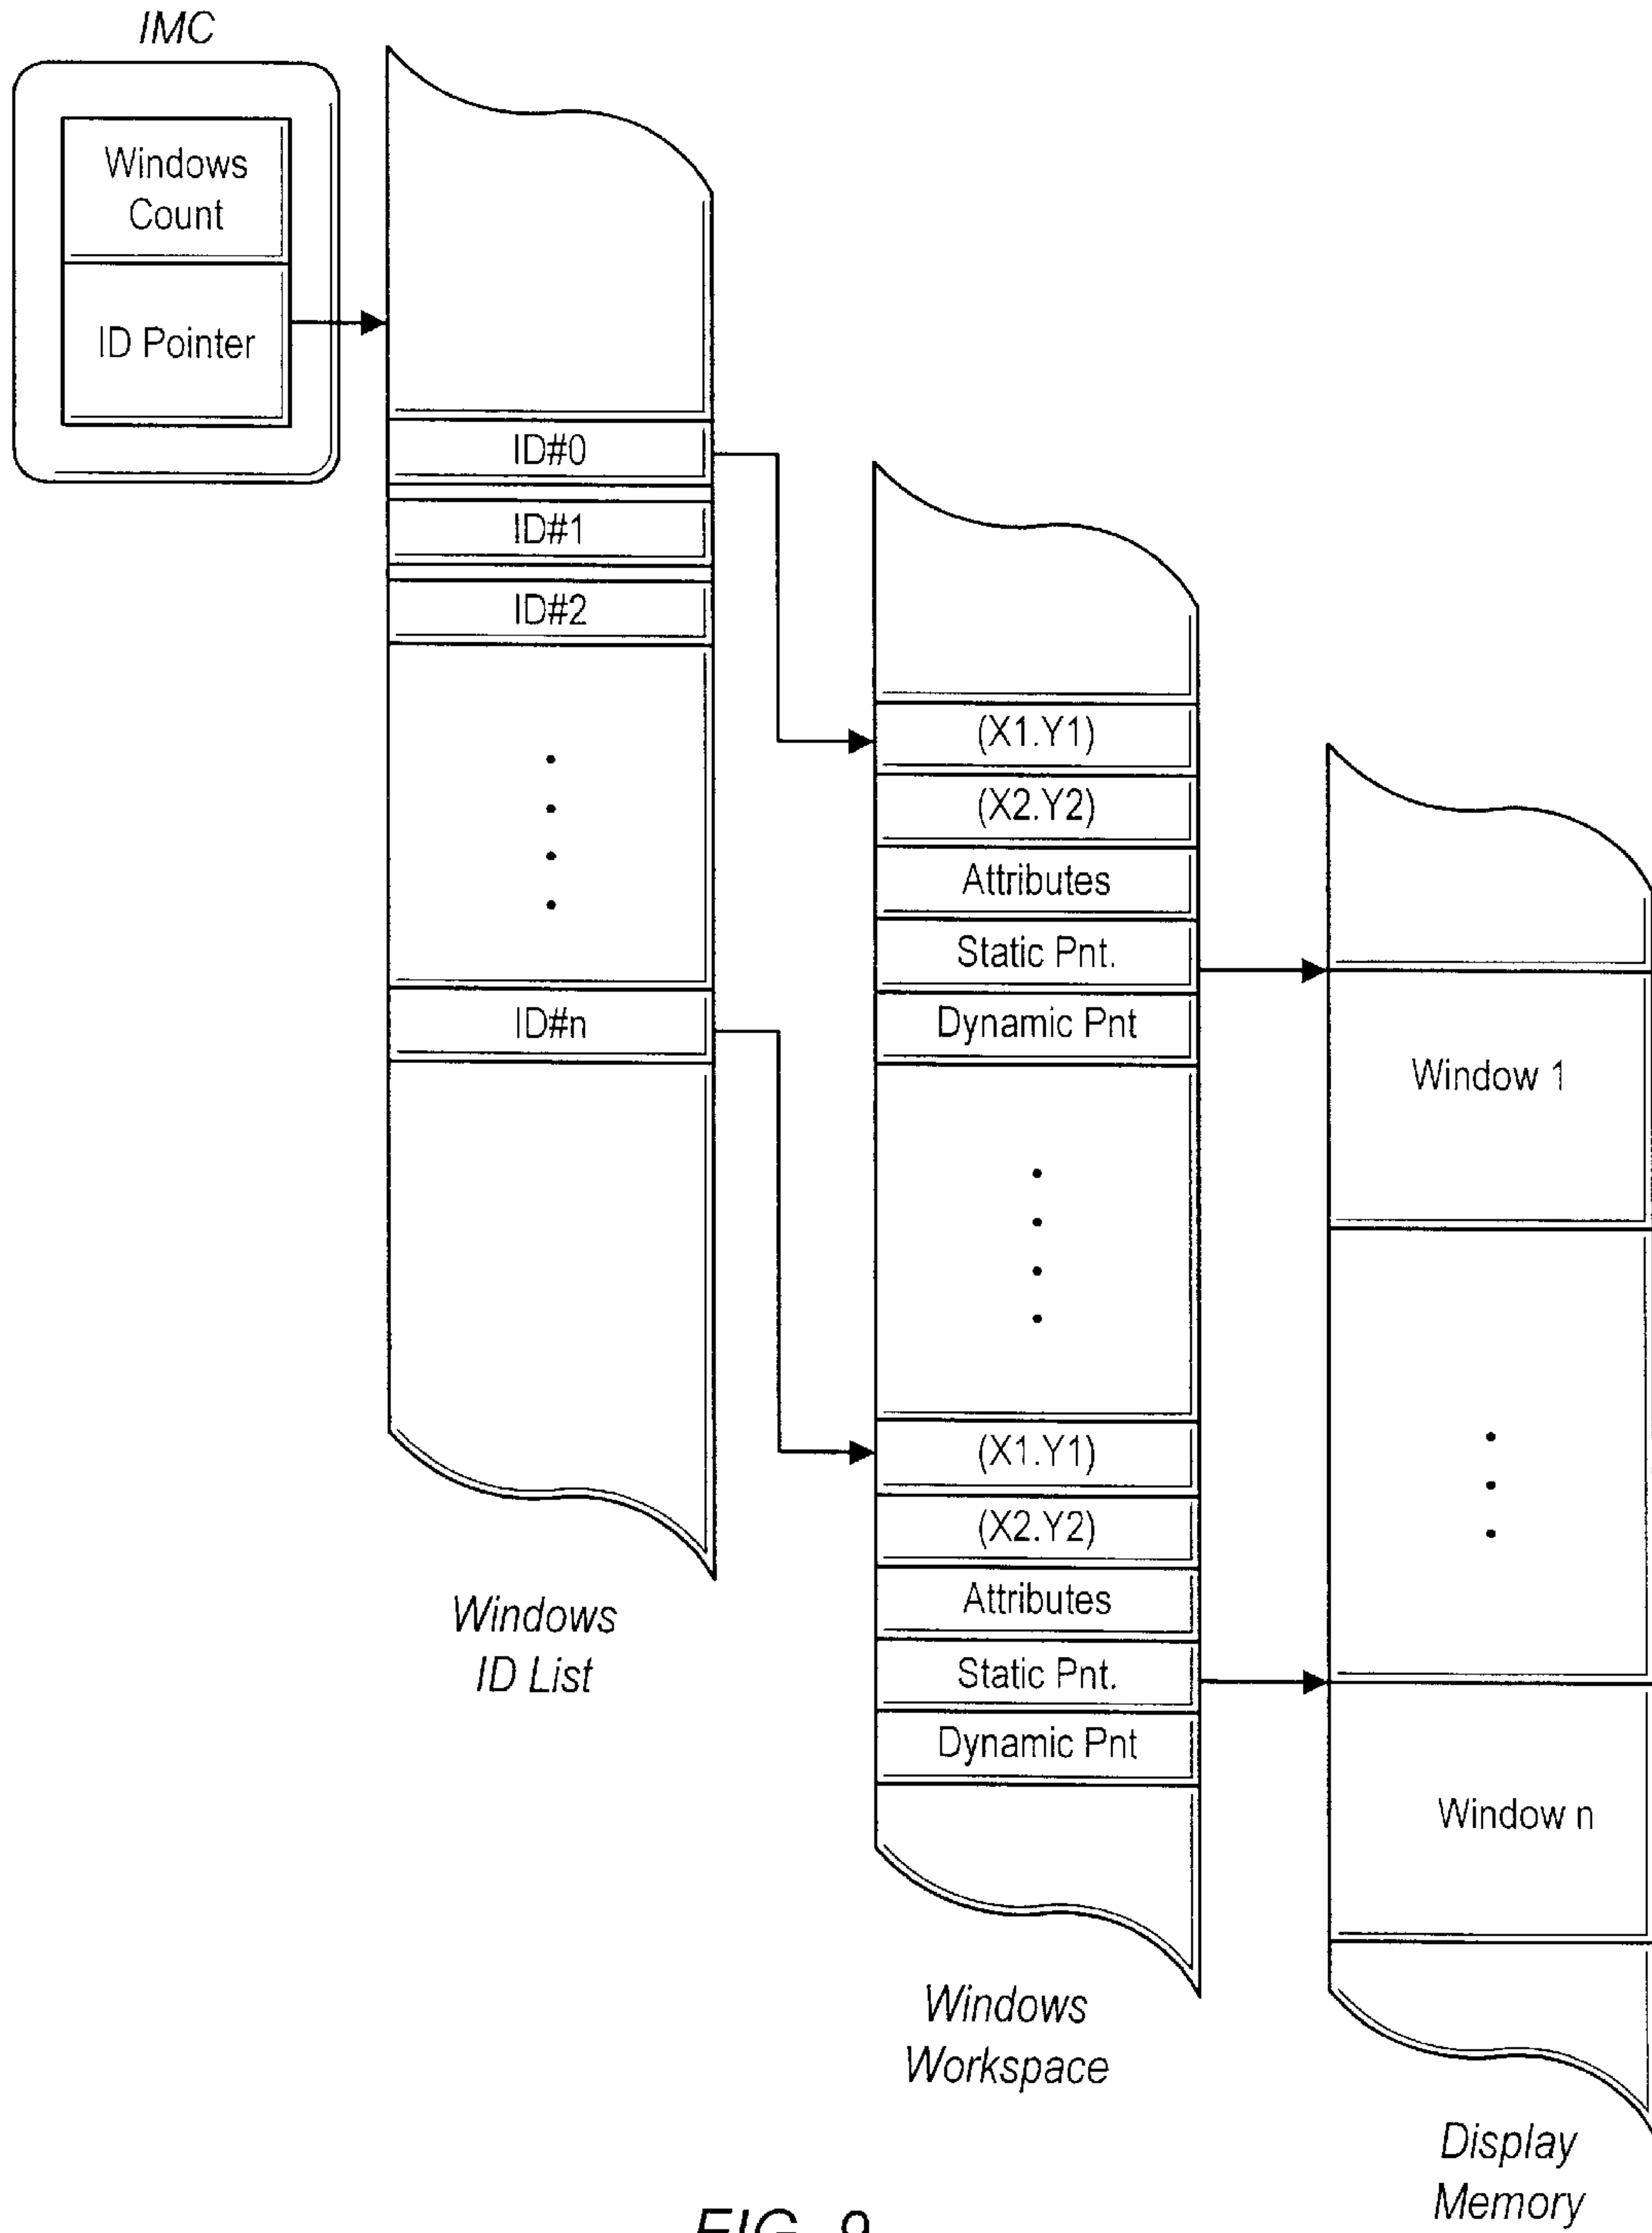 IMC
Windows
Count
ID Pointer
ID#0
ID#1
ID#2
ID#n
Windows
ID List
(X1.Y1)
(X2.Y2)
Attributes
Static Pnt.
Dynamic Pnt
(X1.Y1)
(X2.Y2)
Attributes
Static Pnt.
Dynamic Pnt
Windows
Workspace
Window 1
Window n
Display
Memory
FIG. 9